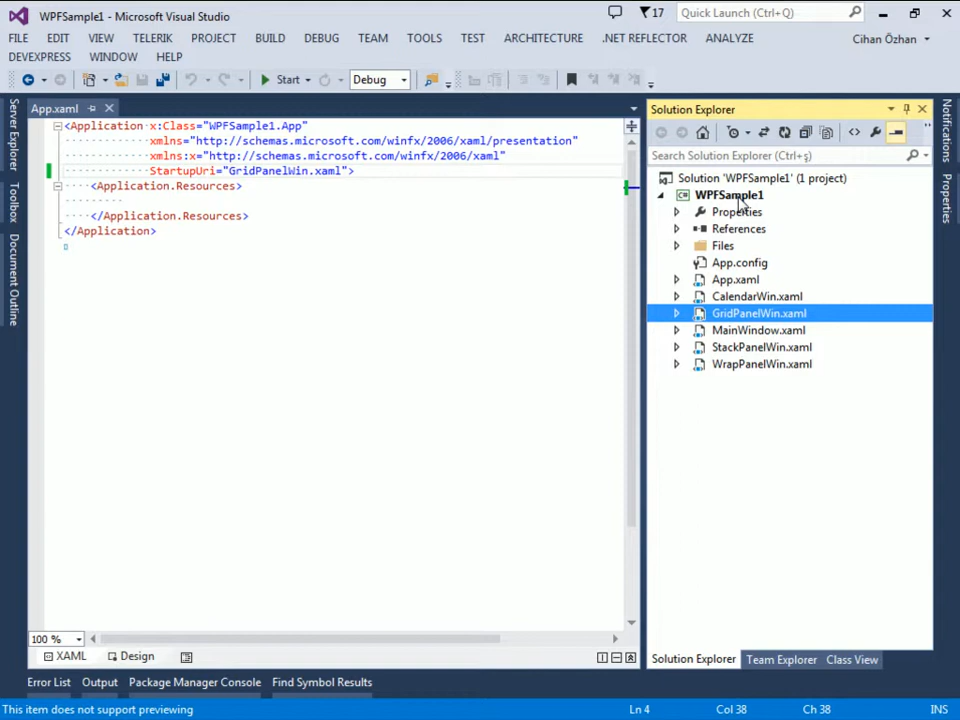 WPFSample1 - Microsoft Visual Studio
17
Quick Launch (Ctrl+Q)
FILE EDIT VIEW TELERIK PROJECT BUILD DEBUG TEAM TOOLS TEST ARCHITECTURE .NET REFLECTOR ANALYZE
Cihan Özhan
DEVEXPRESS WINDOW HELP
Start
Debug
Server Explorer
Toolbox
Document Outline
App.xaml
<Application x:Class="WPFSample1.App"
xmlns="http://schemas.microsoft.com/winfx/2006/xaml/presentation"
xmlns:x="http://schemas.microsoft.com/winfx/2006/xaml"
StartupUri="GridPanelWin.xaml">
<Application.Resources>
</Application.Resources>
</Application>
100 %
XAML
Design
Solution Explorer
Search Solution Explorer (Ctrl+ş)
Solution 'WPFSample1' (1 project)
WPFSample1
Properties
References
Files
App.config
App.xaml
CalendarWin.xaml
GridPanelWin.xaml
MainWindow.xaml
StackPanelWin.xaml
WrapPanelWin.xaml
Solution Explorer Team Explorer Class View
Notifications
Properties
Error List Output Package Manager Console Find Symbol Results
This item does not support previewing
Ln 4 Col 38 Ch 38 INS